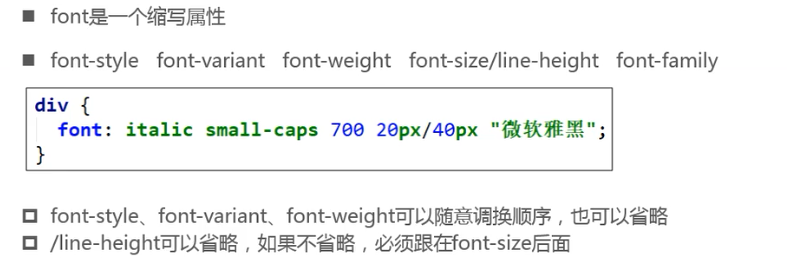 ■ font是一个缩写属性
■ font-style font-variant font-weight font-size/line-height font-family
div {
font: italic small-caps 700 20px/40px "微软雅黑";
}
□ font-style、font-variant、font-weight可以随意调换顺序，也可以省略
□ /line-height可以省略，如果不省略，必须跟在font-size后面